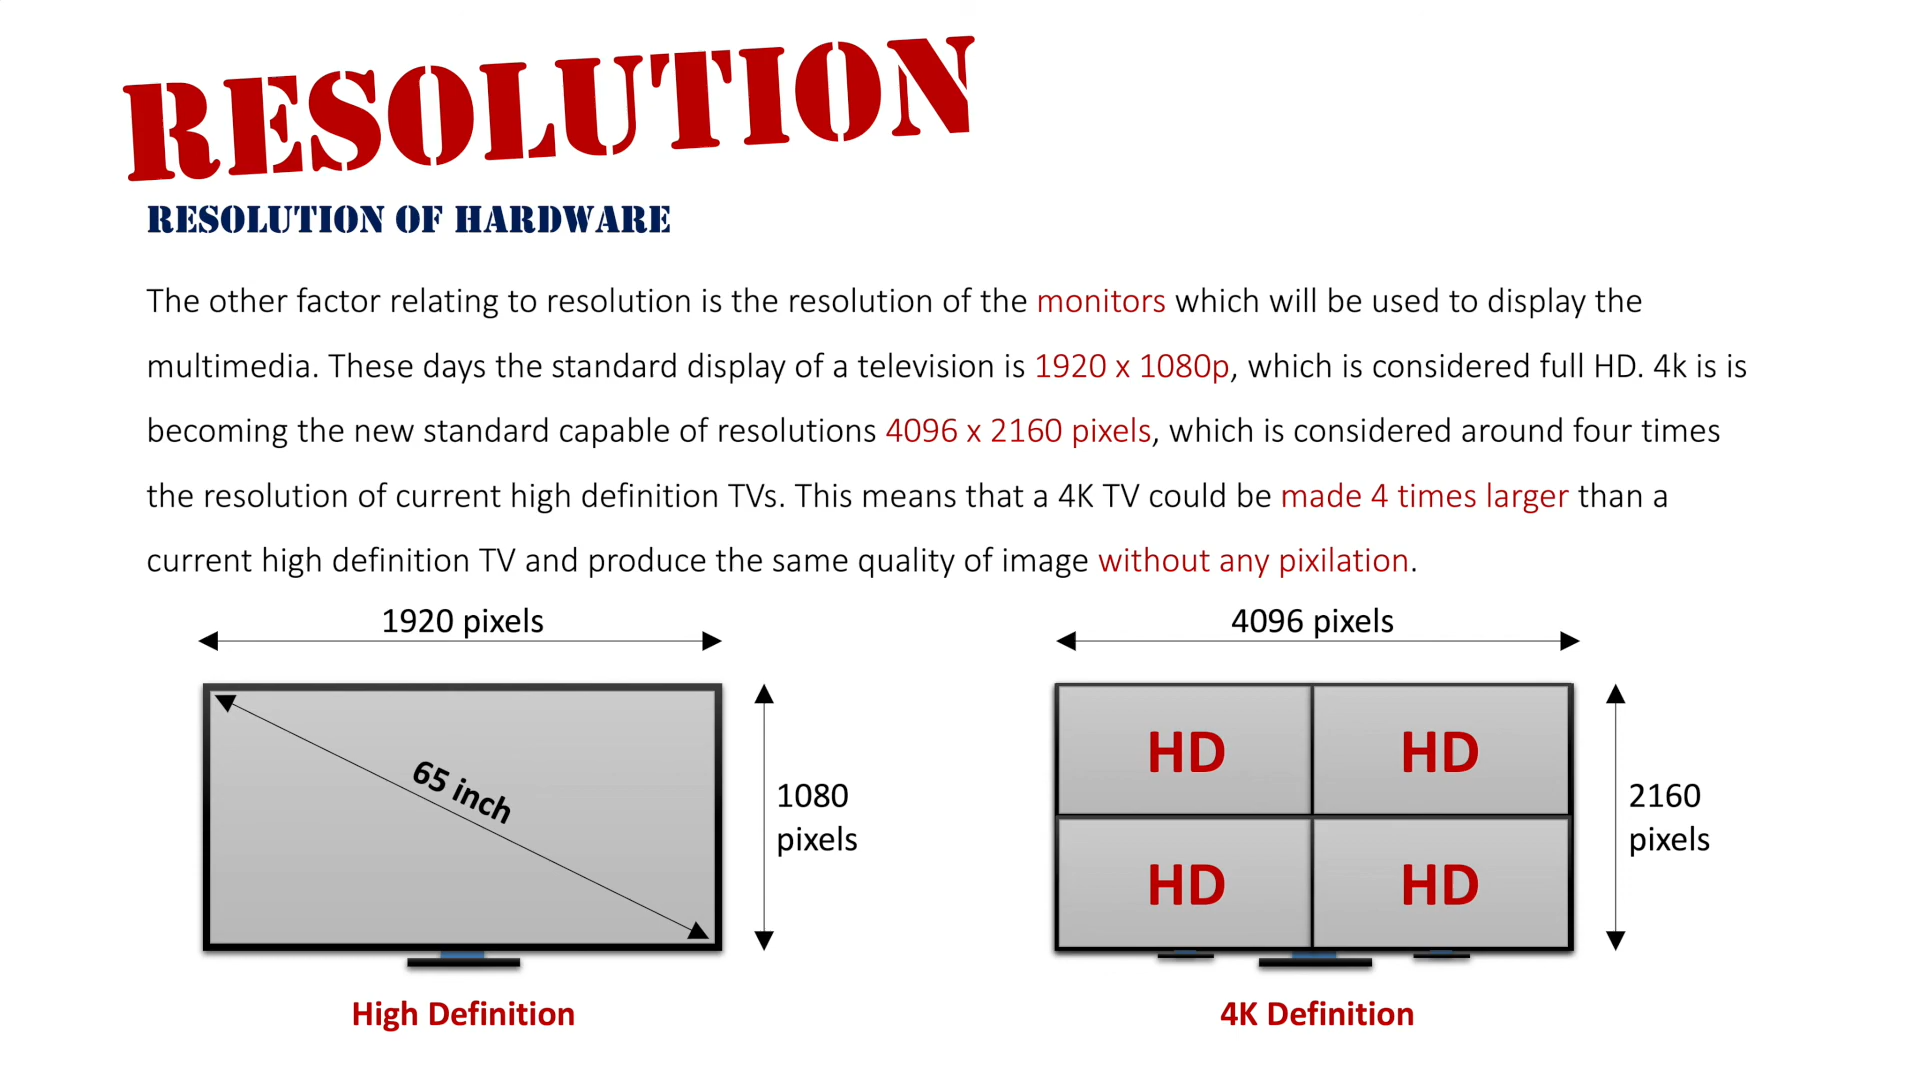 RESOLUTION
RESOLUTION OF HARDWARE
The other factor relating to resolution is the resolution of the monitors which will be used to display the
multimedia. These days the standard display of a television is 1920 x 1080p, which is considered full HD. 4k is is
becoming the new standard capable of resolutions 4096 x 2160 pixels, which is considered around four times
the resolution of current high definition TVs. This means that a 4K TV could be made 4 times larger than a
current high definition TV and produce the same quality of image without any pixilation.
1920 pixels
65 inch
1080
pixels
High Definition
4096 pixels
HD HD
HD HD
2160
pixels
4K Definition